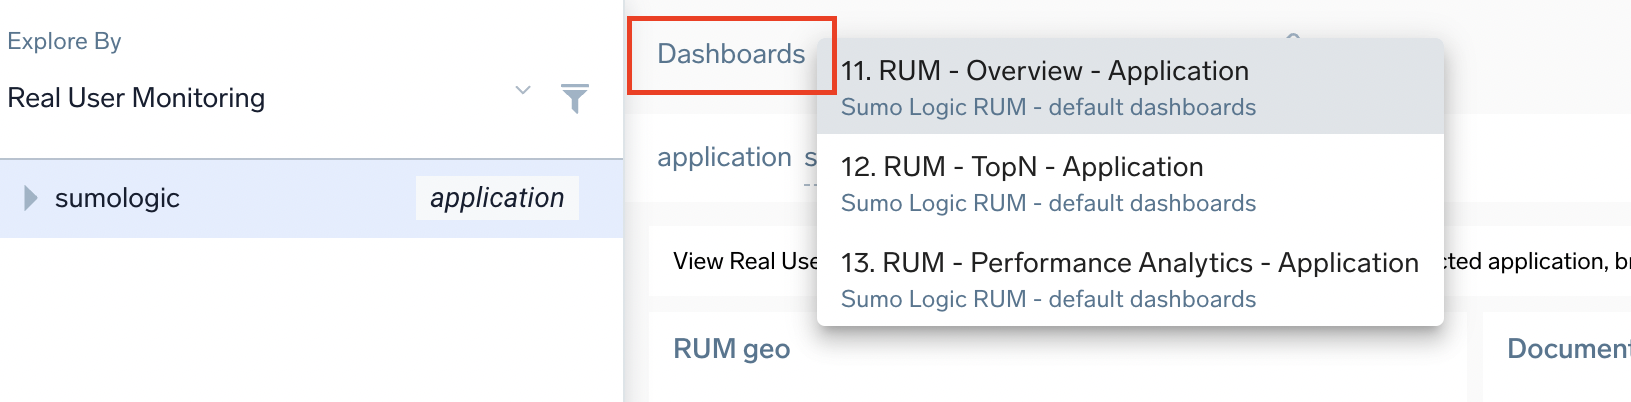 Explore By
Real User Monitoring
sumologic
application
Dashboards
11. RUM - Overview - Application
Sumo Logic RUM - default dashboards
12. RUM - TopN - Application
Sumo Logic RUM - default dashboards
13. RUM - Performance Analytics - Application
Sumo Logic RUM - default dashboards
application s
View Real Use
cted application, b
RUM geo
Document